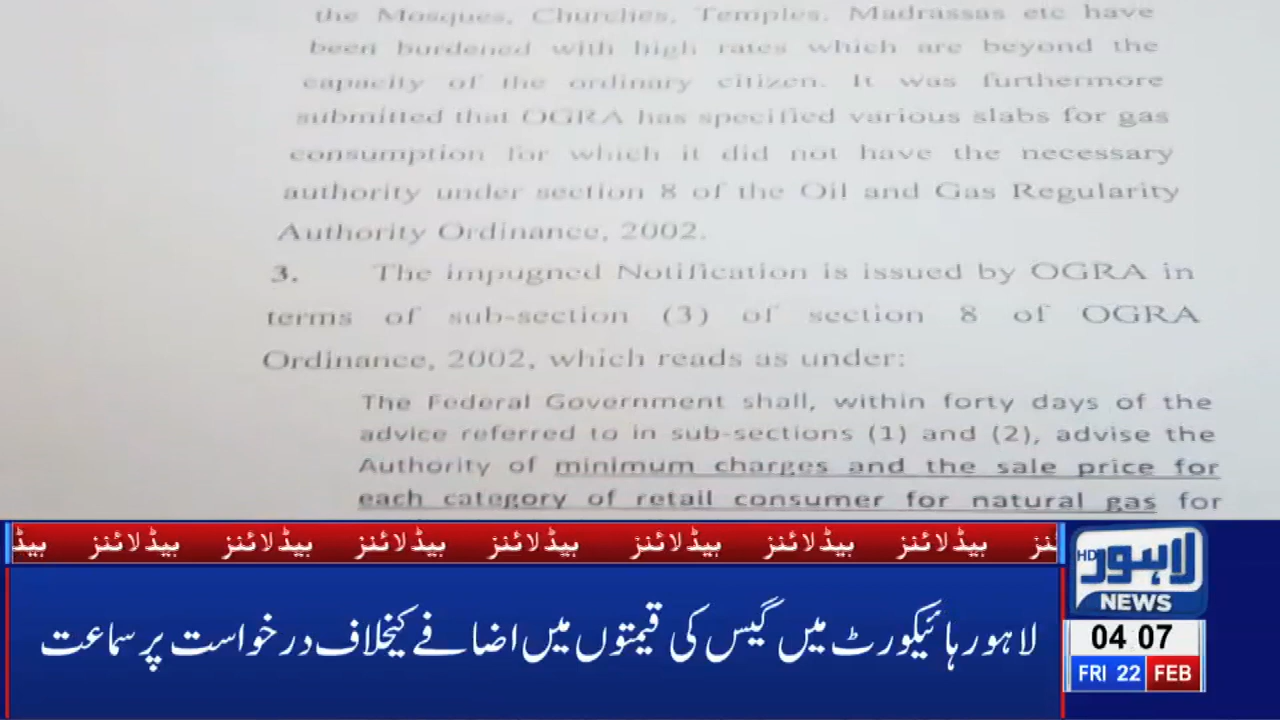 the Mosques, Churches, Temples, Madrassas etc have
been burdened with high rates which are beyond the
capacity of the ordinary citizen. It was furthermore
submitted that OGRA has specified various slabs for gas
consumption for which it did not have the necessary
authority under section 8 of the Oil and Gas Regularity
Authority Ordinance, 2002.
3. The impugned Notification is issued by OGRA in
terms of sub-section (3) of section 8 of OGRA
Ordinance, 2002, which reads as under:
The Federal Government shall, within forty days of the
advice referred to in sub-sections (1) and (2), advise the
Authority of minimum charges and the sale price for
each category of retail consumer for natural gas for
ہیڈلائنز ہیڈلائنز ہیڈلائنز ہیڈلائنز ہیڈلائنز ہیڈلائنز ہیڈلائنز
لاہور HD
NEWS
لاہور ہائیکورٹ میں گیس کی قیمتوں میں اضافے کیخلاف درخواست پر سماعت
04 07
FRI 22 FEB